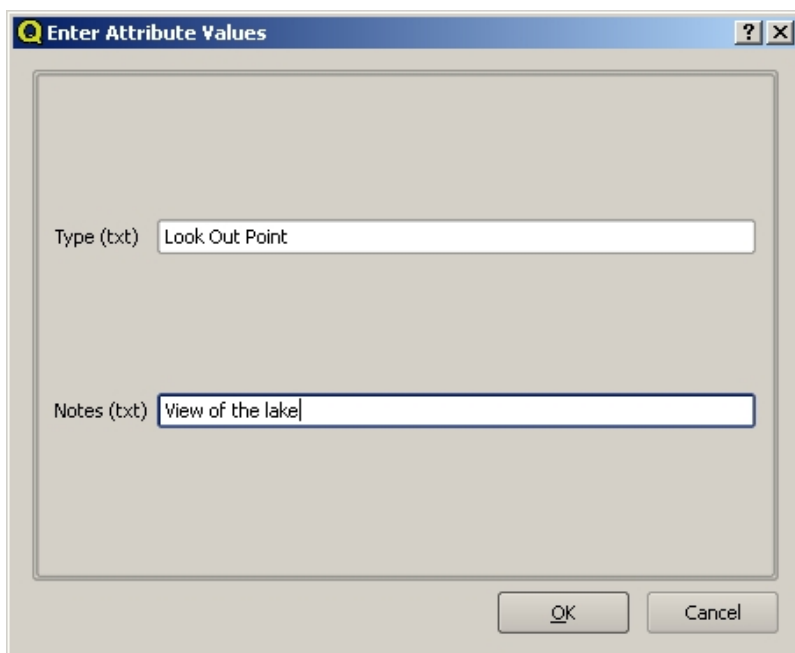 Enter Attribute Values
Type (txt) Look Out Point
Notes (txt) View of the lake
OK Cancel